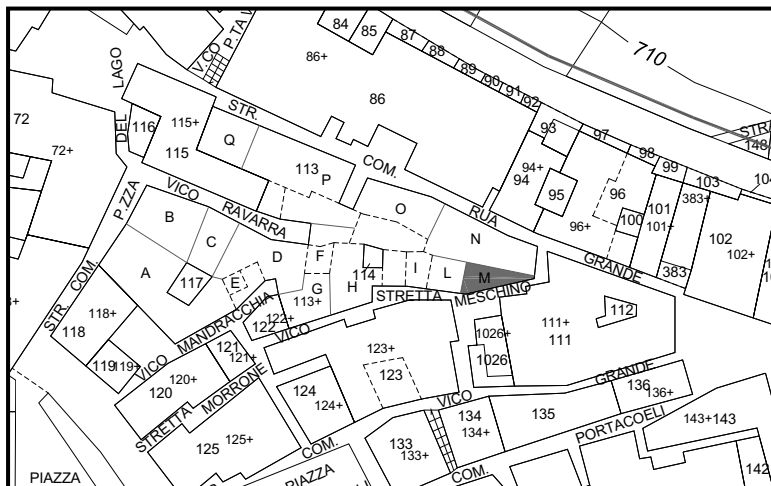 84
85
87
88
89
90
91
92
710
V.CO
P.TA
86+
86
LAGO
DEL
P.ZZA
72
72+
116
115+
115
STR.
COM.
RUA
GRANDE
Q
113
P
93
94+
94
95
97
98
99
96
96+
100
101
101+
383+
383
103
102
102+
STR
148
104
VICO
RAVARRA
B
C
A
D
E
F
G
H
I
L
M
N
O
117
114
113+
STR.
COM.
118+
118
119
119+
VICO
MANDRACCHIA
122+
122
VICO
STRETTA
MESCHINO
121
121+
120+
120
STRETTA
MORRONE
125
125+
124
124+
123+
123
1026+
1026
111+
111
112
VICO
GRANDE
136
136+
134
134+
135
133
133+
PORTACOELI
COM.
COM.
143+
143
142
PIAZZA
PIAZZA